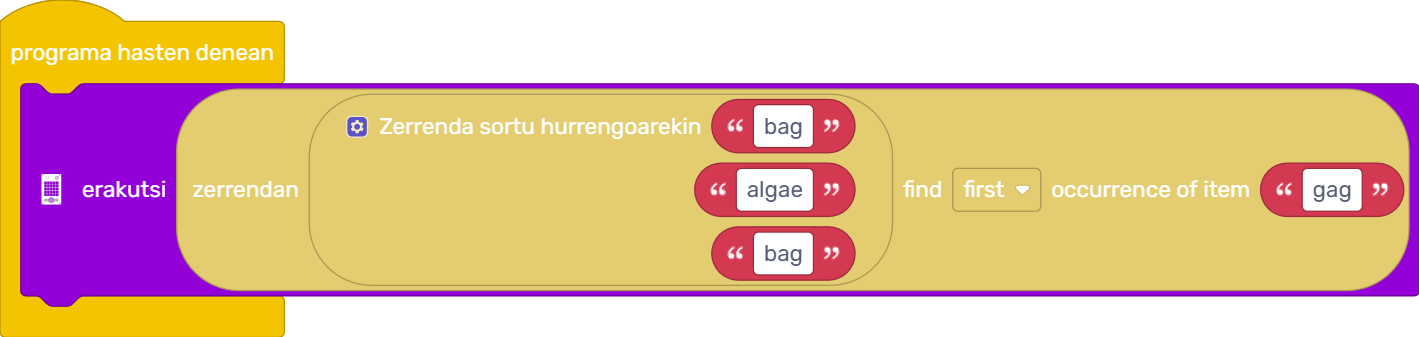 programa hasten denean
Zerrenda sortu hurrengoarekin “ bag ”
erakutsi zerrendan “ algae ” find first occurrence of item “ gag ”
“ bag ”